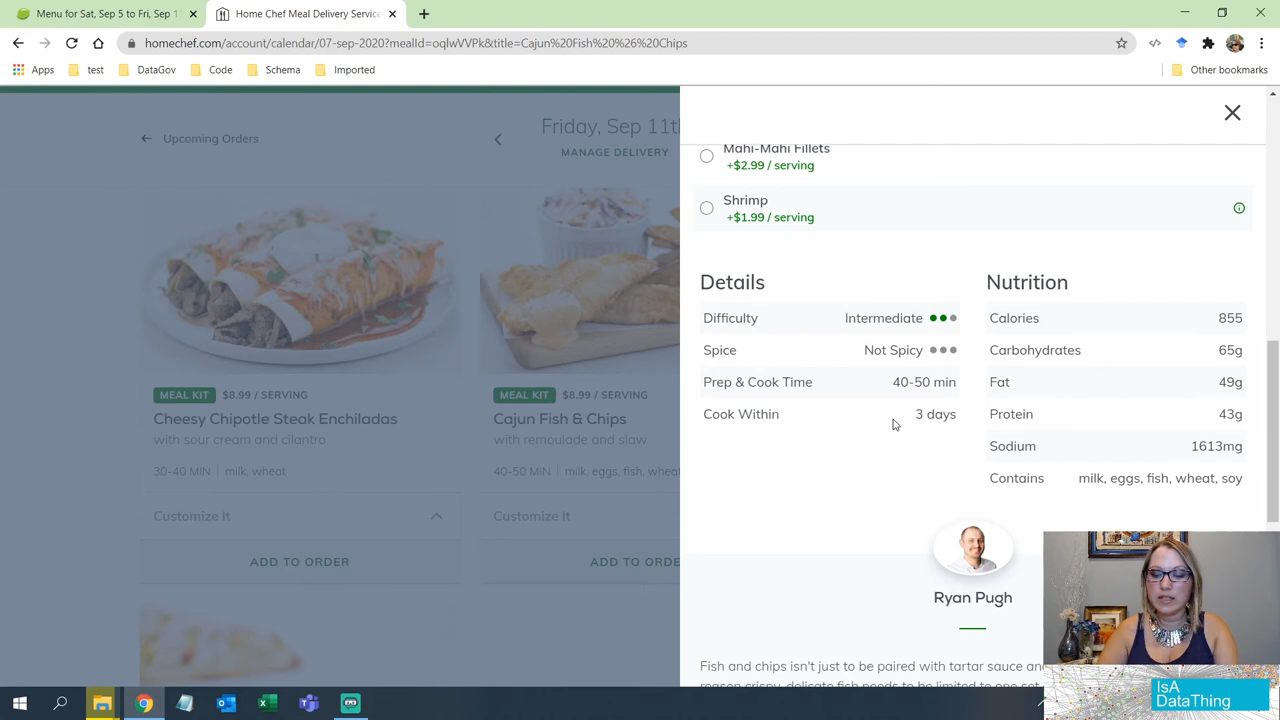 Menu for Sat, Sep 5 to Fri, Sep 1
Home Chef Meal Delivery Service
homechef.com/account/calendar/07-sep-2020?mealId=oqlwVVPk&title=Cajun%20Fish%20%26%20Chips
Apps
test
DataGov
Code
Schema
Imported
Other bookmarks
Upcoming Orders
Friday, Sep 11th
MANAGE DELIVERY
MEAL KIT $8.99 / SERVING
Cheesy Chipotle Steak Enchiladas
with sour cream and cilantro
30-40 MIN | milk, wheat
Customize It
ADD TO ORDER
MEAL KIT $8.99 / SERVING
Cajun Fish & Chips
with remoulade and slaw
40-50 MIN | milk, eggs, fish, wheat
Customize It
ADD TO ORDE
Mahi-Mahi Fillets
+$2.99 / serving
Shrimp
+$1.99 / serving
Details
Difficulty Intermediate
Spice Not Spicy
Prep & Cook Time 40-50 min
Cook Within 3 days
Nutrition
Calories 855
Carbohydrates 65g
Fat 49g
Protein 43g
Sodium 1613mg
Contains milk, eggs, fish, wheat, soy
Ryan Pugh
Fish and chips isn't just to be paired with tartar sauce and
IsA
DataThing